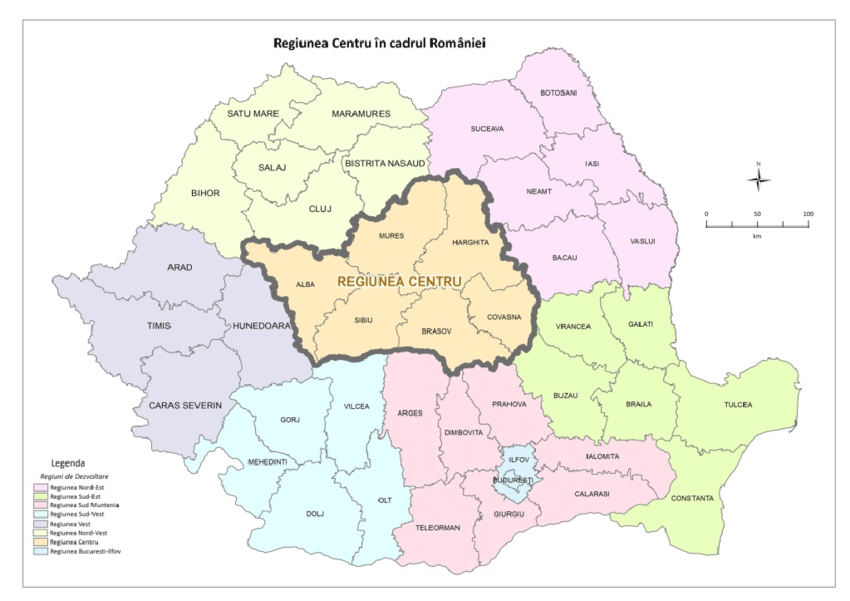 Regiunea Centru în cadrul României
BOTOSANI
SATU MARE
MARAMURES
SUCEAVA
SALAJ
BISTRITA NASAUD
IASI
BIHOR
CLUJ
NEAMT
N
0 50 100
km
MURES
HARGHITA
VASLUI
BACAU
ARAD
ALBA
REGIUNEA CENTRU
TIMIS
HUNEDOARA
SIBIU
BRASOV
COVASNA
VRANCEA
GALATI
CARAS SEVERIN
GORJ
VILCEA
ARGES
PRAHOVA
BUZAU
BRAILA
TULCEA
DIMBOVITA
MEHEDINTI
ILFOV
IALOMITA
BUCURESTI
CALARASI
CONSTANTA
OLT
DOLJ
TELEORMAN
GIURGIU
Legenda
Regiuni de Dezvoltare
Regiunea Nord-Est
Regiunea Sud-Est
Regiunea Sud Muntenia
Regiunea Sud-Vest
Regiunea Vest
Regiunea Nord-Vest
Regiunea Centru
Regiunea Bucuresti-Ilfov